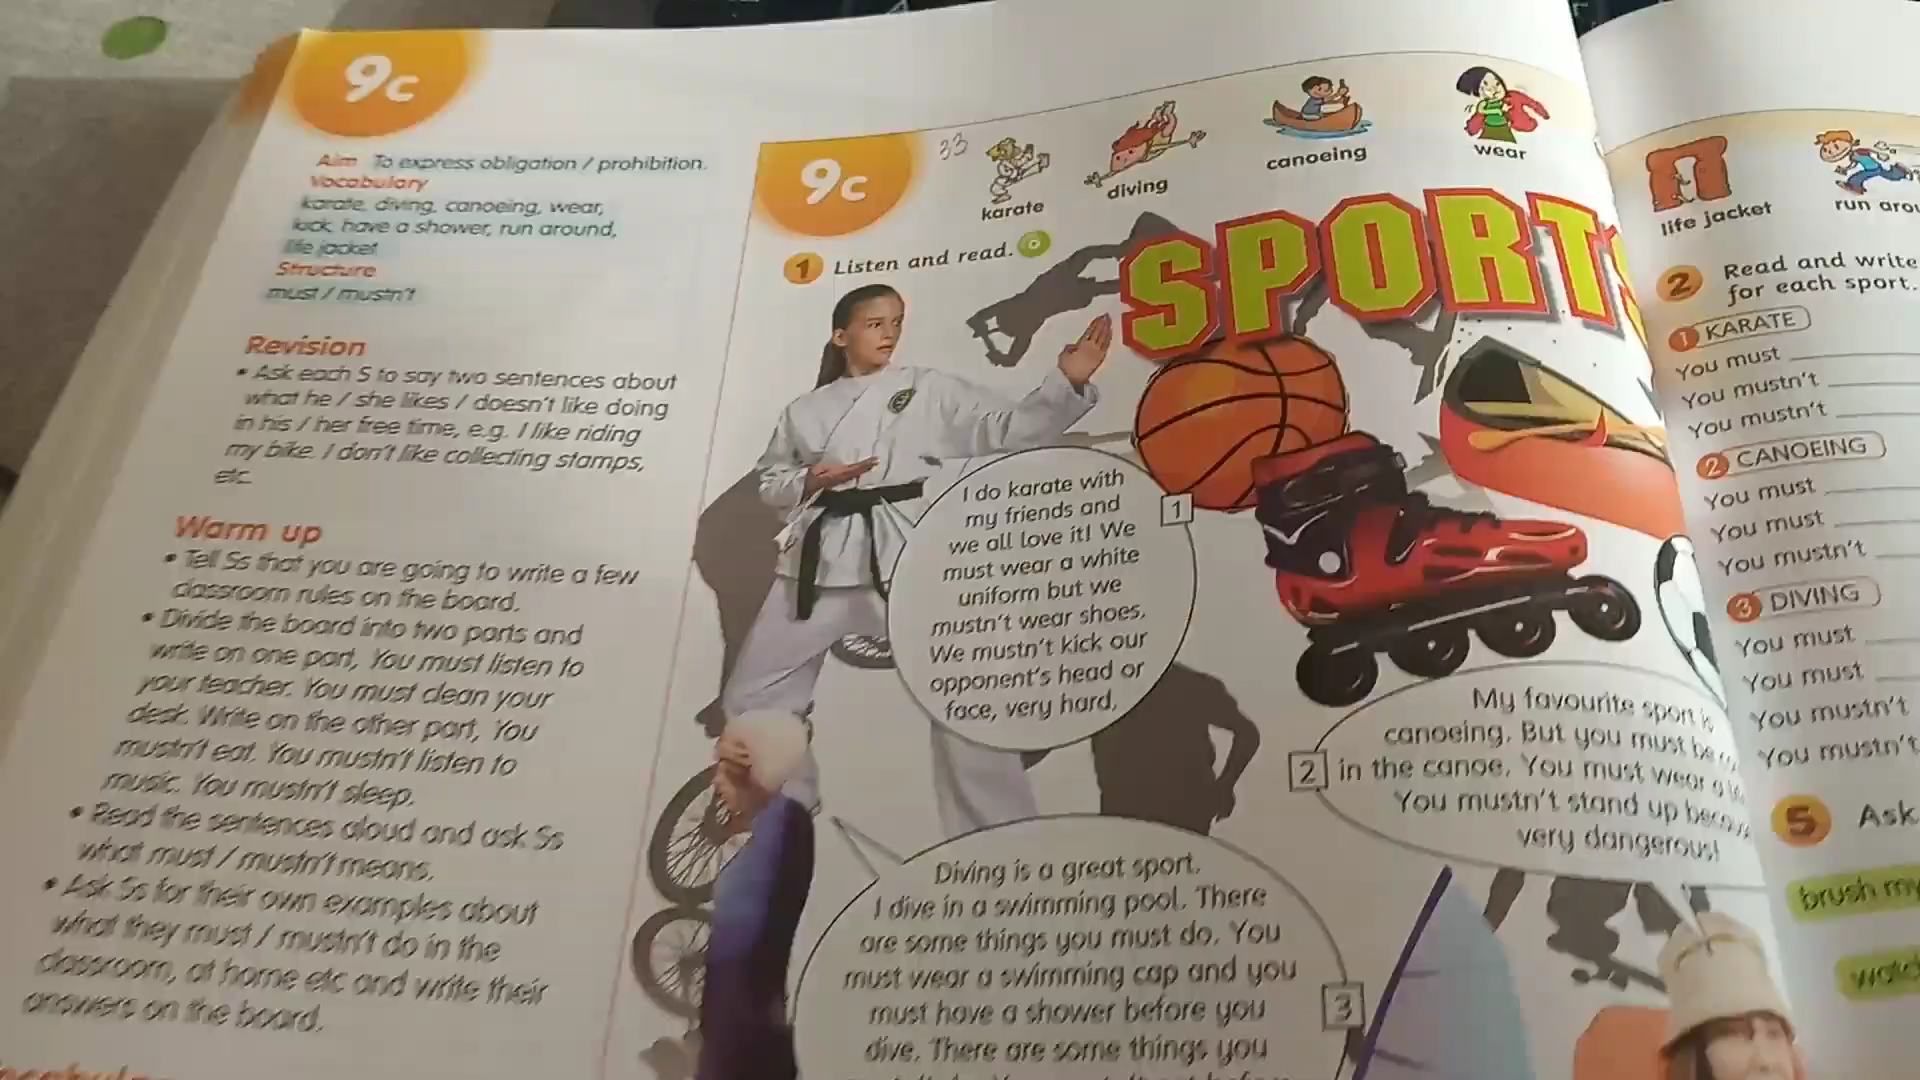 9c
Aim To express obligation / prohibition.
Vocabulary
karate, diving, canoeing, wear,
kick, have a shower, run around,
life jacket
Structure
must / mustn't
Revision
• Ask each S to say two sentences about
what he / she likes / doesn't like doing
in his / her free time, e.g. I like riding
my bike. I don't like collecting stamps,
etc.
Warm up
• Tell Ss that you are going to write a few
classroom rules on the board.
• Divide the board into two parts and
write on one part, You must listen to
your teacher. You must clean your
desk. Write on the other part, You
mustn't eat. You mustn't listen to
music. You mustn't sleep.
• Read the sentences aloud and ask Ss
what must / mustn't means.
• Ask Ss for their own examples about
what they must / mustn't do in the
classroom, at home etc and write their
answers on the board.
9c
33
karate
diving
canoeing
wear
1 Listen and read.
SPORTS
I do karate with
my friends and
we all love it! We
must wear a white
uniform but we
mustn't wear shoes.
We mustn't kick our
opponent's head or
face, very hard.
1
My favourite sport is
canoeing. But you must be
2 in the canoe. You must wear a
You mustn't stand up
very dangerous!
Diving is a great sport.
I dive in a swimming pool. There
are some things you must do. You
must wear a swimming cap and you
must have a shower before you
dive. There are some things you
3
life jacket
run
2 Read and write
for each sport.
1 KARATE
You must
You mustn't
You mustn't
2 CANOEING
You must
You must
You mustn't
3 DIVING
You must
You must
You mustn't
You mustn't
5 Ask
brush my